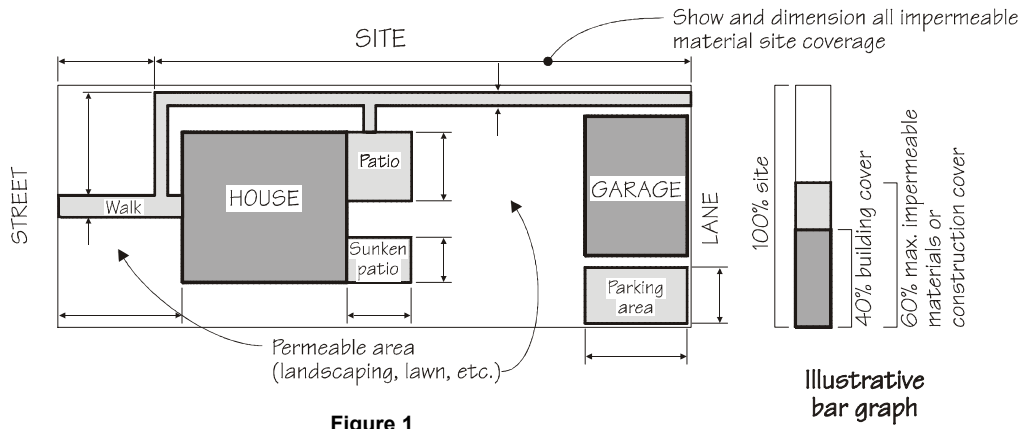 Show and dimension all impermeable
material site coverage
SITE
STREET
Walk
HOUSE
Patio
Sunken
patio
GARAGE
Parking
area
LANE
Permeable area
(landscaping, lawn, etc.)
100% site
40% building cover
60% max. impermeable
materials or
construction cover
Illustrative
bar graph
Figure 1